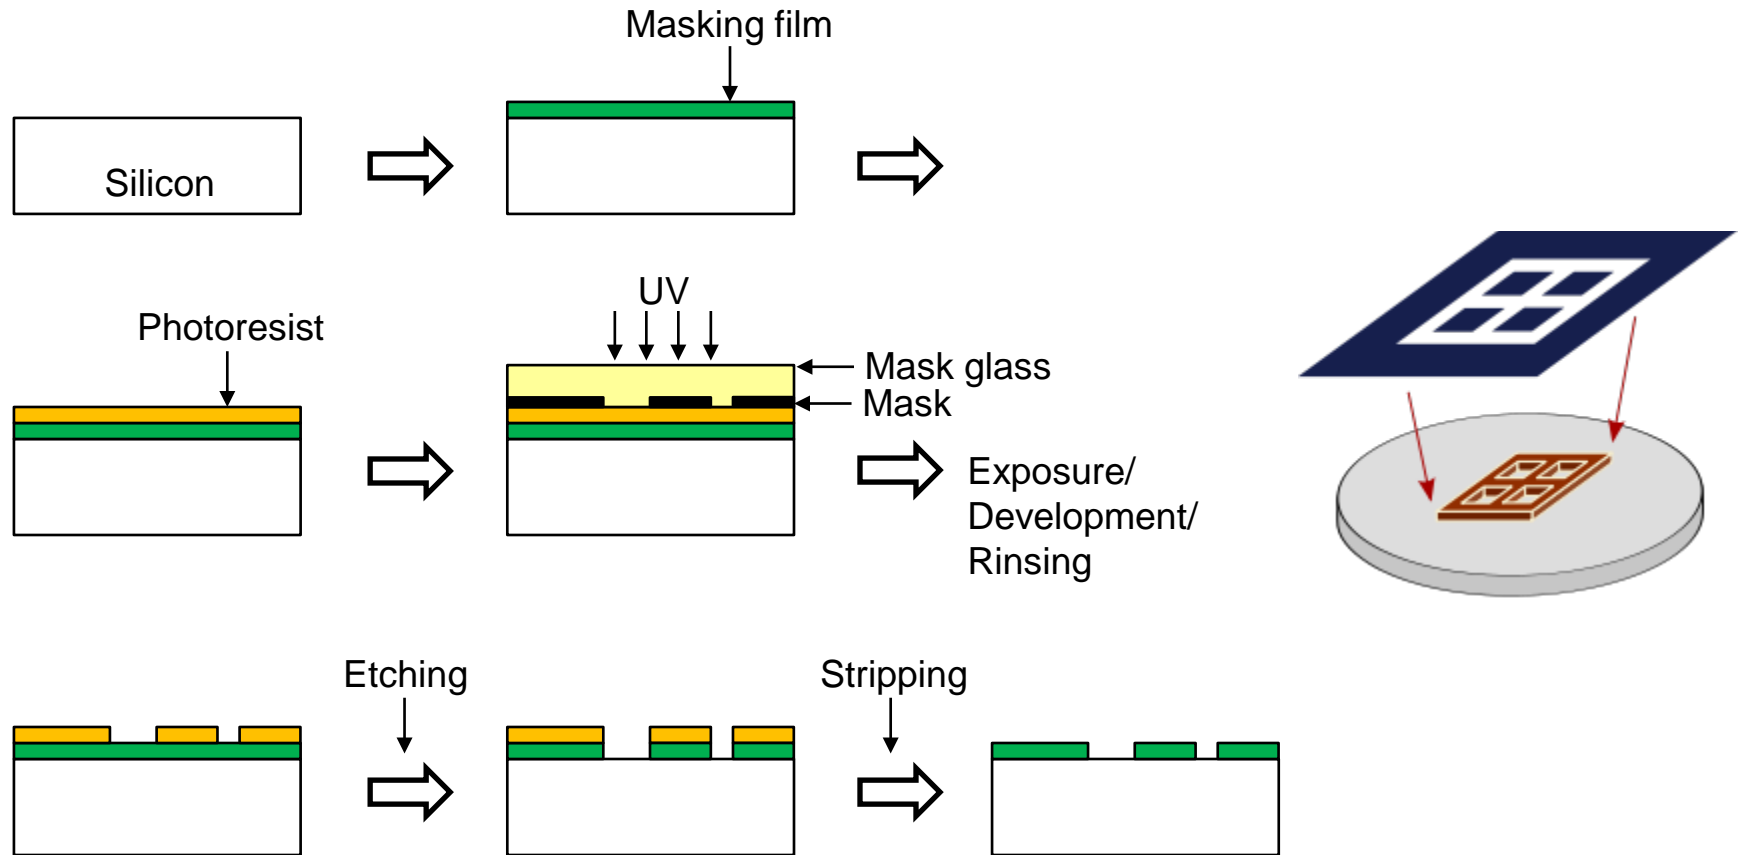 Masking film
Silicon
UV
Photoresist
Mask glass
Mask
Exposure/
Development/
Rinsing
Etching
Stripping